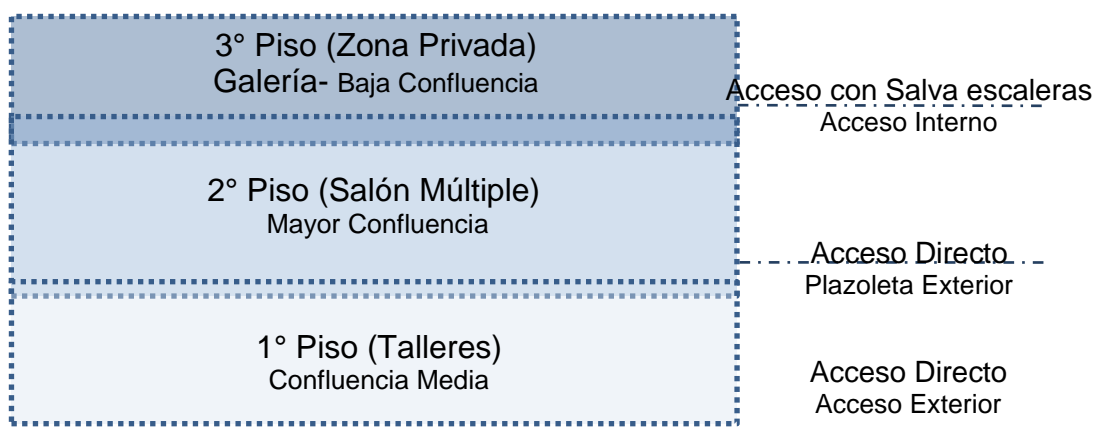 3° Piso (Zona Privada)
Galería- Baja Confluencia
Acceso con Salva escaleras
Acceso Interno
2° Piso (Salón Múltiple)
Mayor Confluencia
Acceso Directo
Plazoleta Exterior
1° Piso (Talleres)
Confluencia Media
Acceso Directo
Acceso Exterior